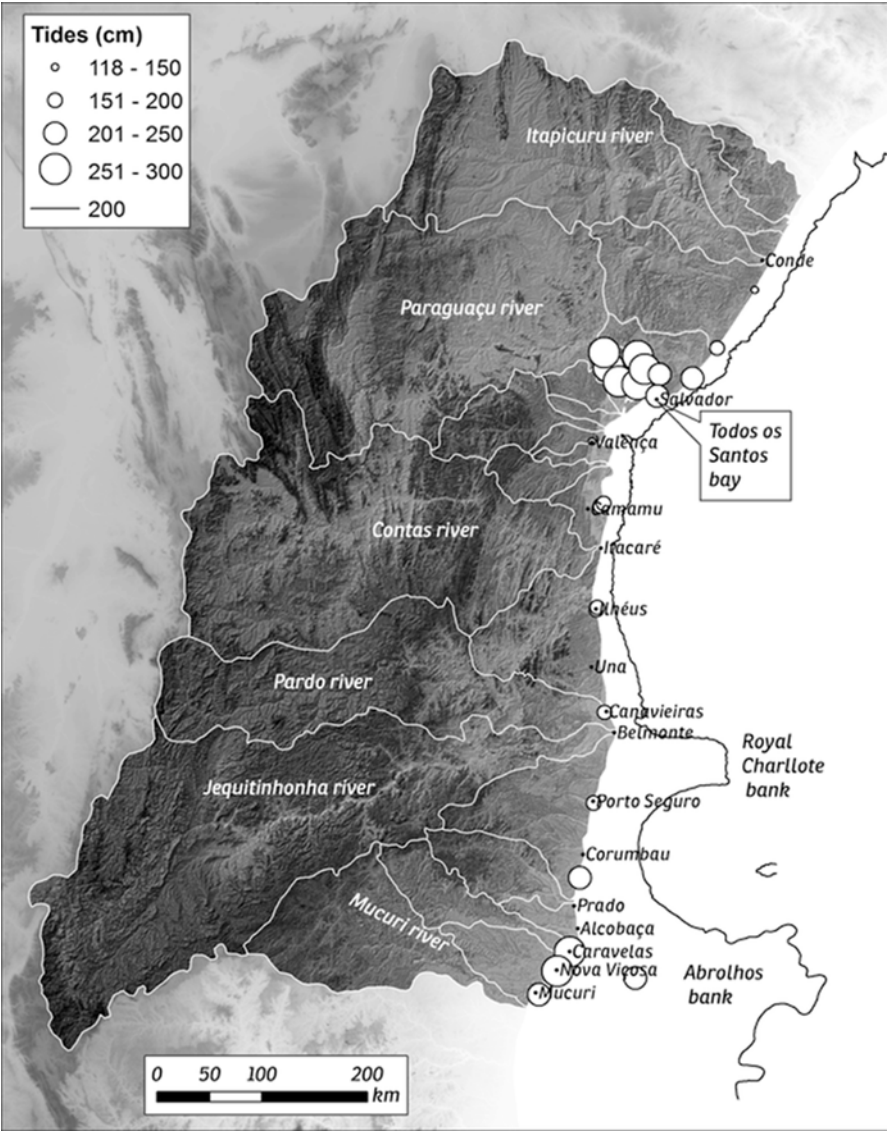 Tides (cm)
118 - 150
151 - 200
201 - 250
251 - 300
200
Itapicuru river
Conde
Paraguaçu river
Salvador
Todos os
Santos
bay
Valença
Camamu
Contas river
Itacaré
Ilhéus
Una
Pardo river
Canavieiras
Belmonte
Royal
Charllote
bank
Jequitinhonha river
Porto Seguro
Corumbau
Prado
Mucuri river
Alcobaça
Caravelas
Nova Viçosa
Abrolhos
bank
Mucuri
0 50 100 200
km